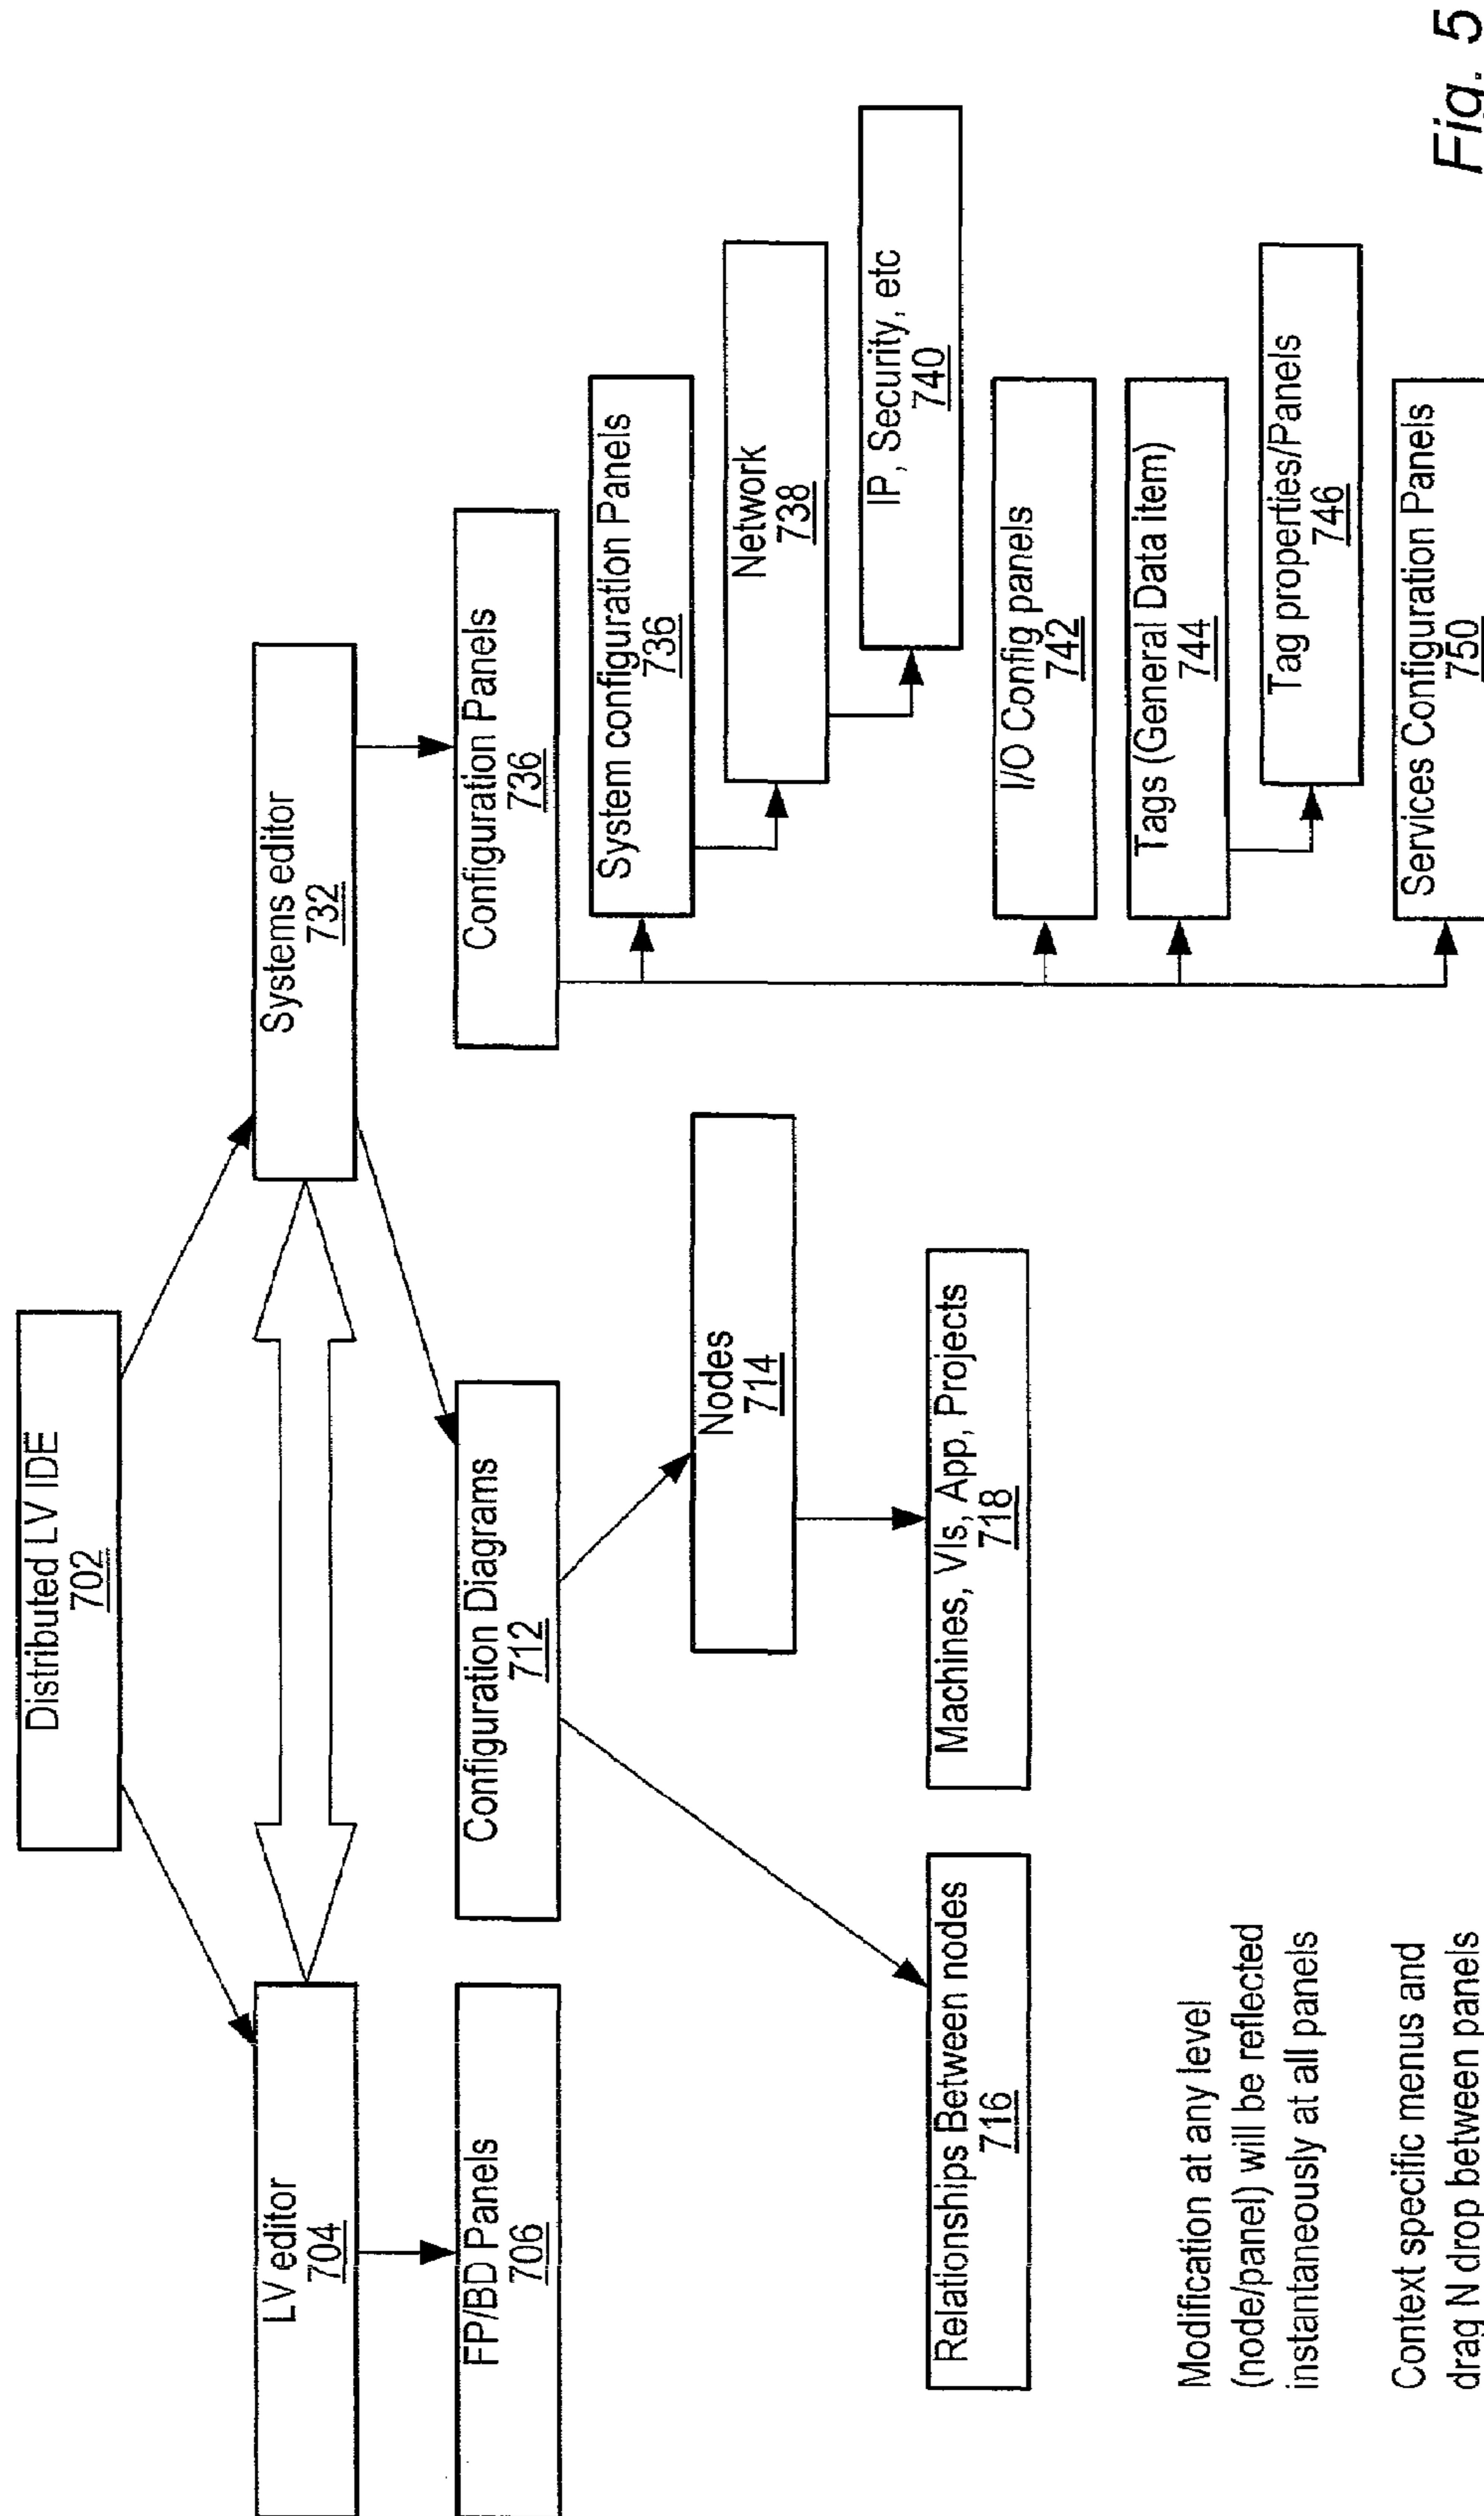 Distributed LV IDE
702
LV editor
704
Systems editor
732
FP/BD Panels
706
Configuration Diagrams
712
Configuration Panels
736
System configuration Panels
736
Nodes
714
Network
738
Relationships Between nodes
716
Machines, VIs, App, Projects
718
IP, Security, etc
740
I/O Config panels
742
Tags (General Data item)
744
Tag properties/Panels
746
Services Configuration Panels
750
Modification at any level
(node/panel) will be reflected
instantaneously at all panels
Context specific menus and
drag N drop between panels
Fig. 5